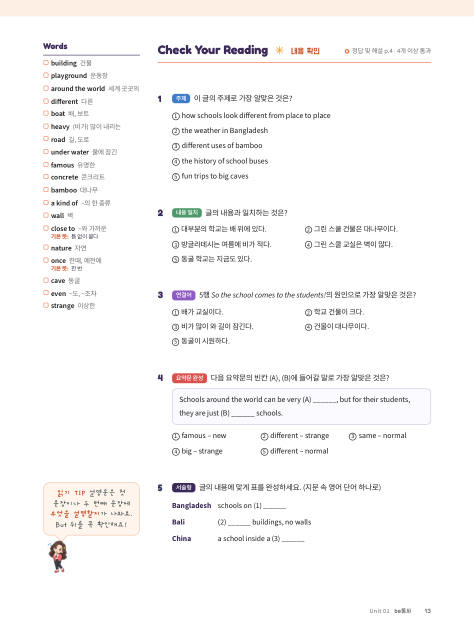 Words
building 건물
playground 운동장
around the world 세계 곳곳의
different 다른
boat 배, 보트
heavy (비가) 많이 내리는
road 길, 도로
under water 물에 잠긴
famous 유명한
concrete 콘크리트
bamboo 대나무
a kind of ~의 한 종류
wall 벽
close to ~와 가까운
nature 자연
once 한때, 예전에
cave 동굴
even ~도, ~조차
strange 이상한
읽기 TIP 설명문은 첫
문장이나 두 번째 문장에
무엇을 설명할지가 나와요.
But 뒤를 꼭 확인해요!
Check Your Reading 내용 확인
정답 및 해설 p.4 · 4개 이상 통과
1 주제 이 글의 주제로 가장 알맞은 것은?
① how schools look different from place to place
② the weather in Bangladesh
③ different uses of bamboo
④ the history of school buses
⑤ fun trips to big caves
2 내용 일치 글의 내용과 일치하는 것은?
① 대부분의 학교는 배 위에 있다. ② 그린 스쿨 건물은 대나무이다.
③ 방글라데시는 여름에 비가 적다. ④ 그린 스쿨 교실은 벽이 많다.
⑤ 동굴 학교는 지금도 있다.
3 연결어 5행 So the school comes to the students!의 원인으로 가장 알맞은 것은?
① 배가 교실이다. ② 학교 건물이 크다.
③ 비가 많이 와 길이 잠긴다. ④ 건물이 대나무이다.
⑤ 동굴이 시원하다.
4 요약문 완성 다음 요약문의 빈칸 (A), (B)에 들어갈 말로 가장 알맞은 것은?
Schools around the world can be very (A) ______, but for their students,
they are just (B) ______ schools.
① famous – new ② different – strange ③ same – normal
④ big – strange ⑤ different – normal
5 서술형 글의 내용에 맞게 표를 완성하세요. (지문 속 영어 단어 하나로)
Bangladesh schools on (1) ______
Bali (2) ______ buildings, no walls
China a school inside a (3) ______
Unit 01 be동사 13